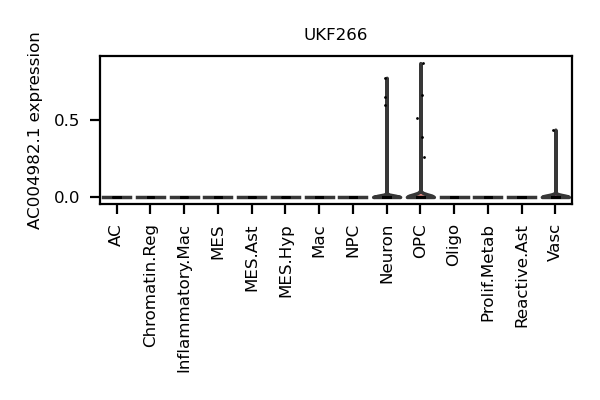 UKF266
AC004982.1 expression
0.5
0.0
AC
Chromatin.Reg
Inflammatory.Mac
MES
MES.Ast
MES.Hyp
Mac
NPC
Neuron
OPC
Oligo
Prolif.Metab
Reactive.Ast
Vasc